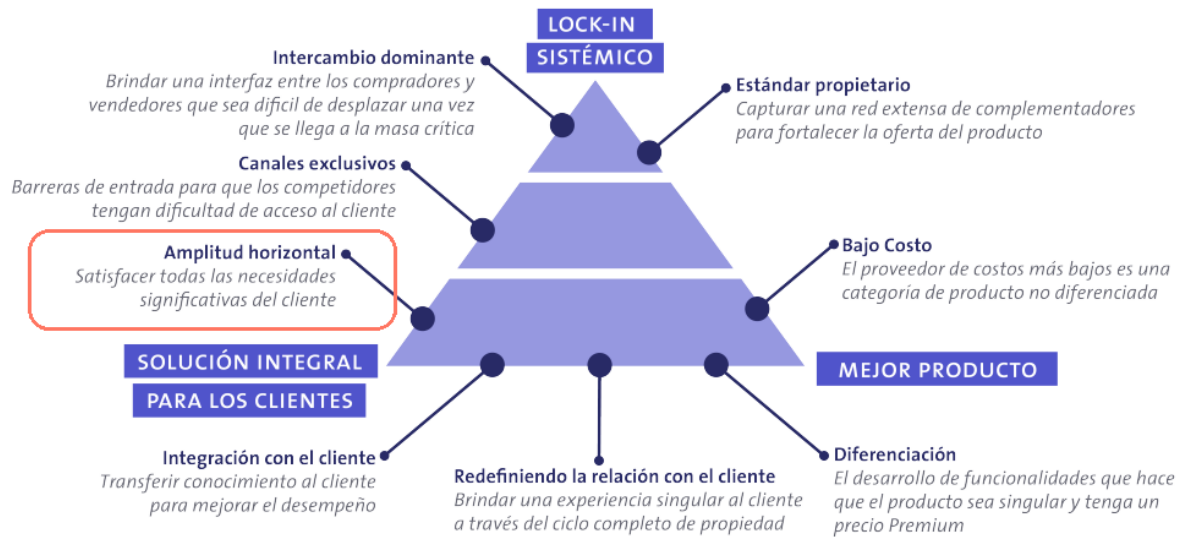 LOCK-IN
SISTÉMICO
Intercambio dominante
Brindar una interfaz entre los compradores y
vendedores que sea dificil de desplazar una vez
que se llega a la masa crítica
Estándar propietario
Capturar una red extensa de complementadores
para fortalecer la oferta del producto
Canales exclusivos
Barreras de entrada para que los competidores
tengan dificultad de acceso al cliente
Amplitud horizontal
Satisfacer todas las necesidades
significativas del cliente
Bajo Costo
El proveedor de costos más bajos es una
categoría de producto no diferenciada
SOLUCIÓN INTEGRAL
PARA LOS CLIENTES
MEJOR PRODUCTO
Integración con el cliente
Transferir conocimiento al cliente
para mejorar el desempeño
Redefiniendo la relación con el cliente
Brindar una experiencia singular al cliente
a través del ciclo completo de propiedad
Diferenciación
El desarrollo de funcionalidades que hace
que el producto sea singular y tenga un
precio Premium